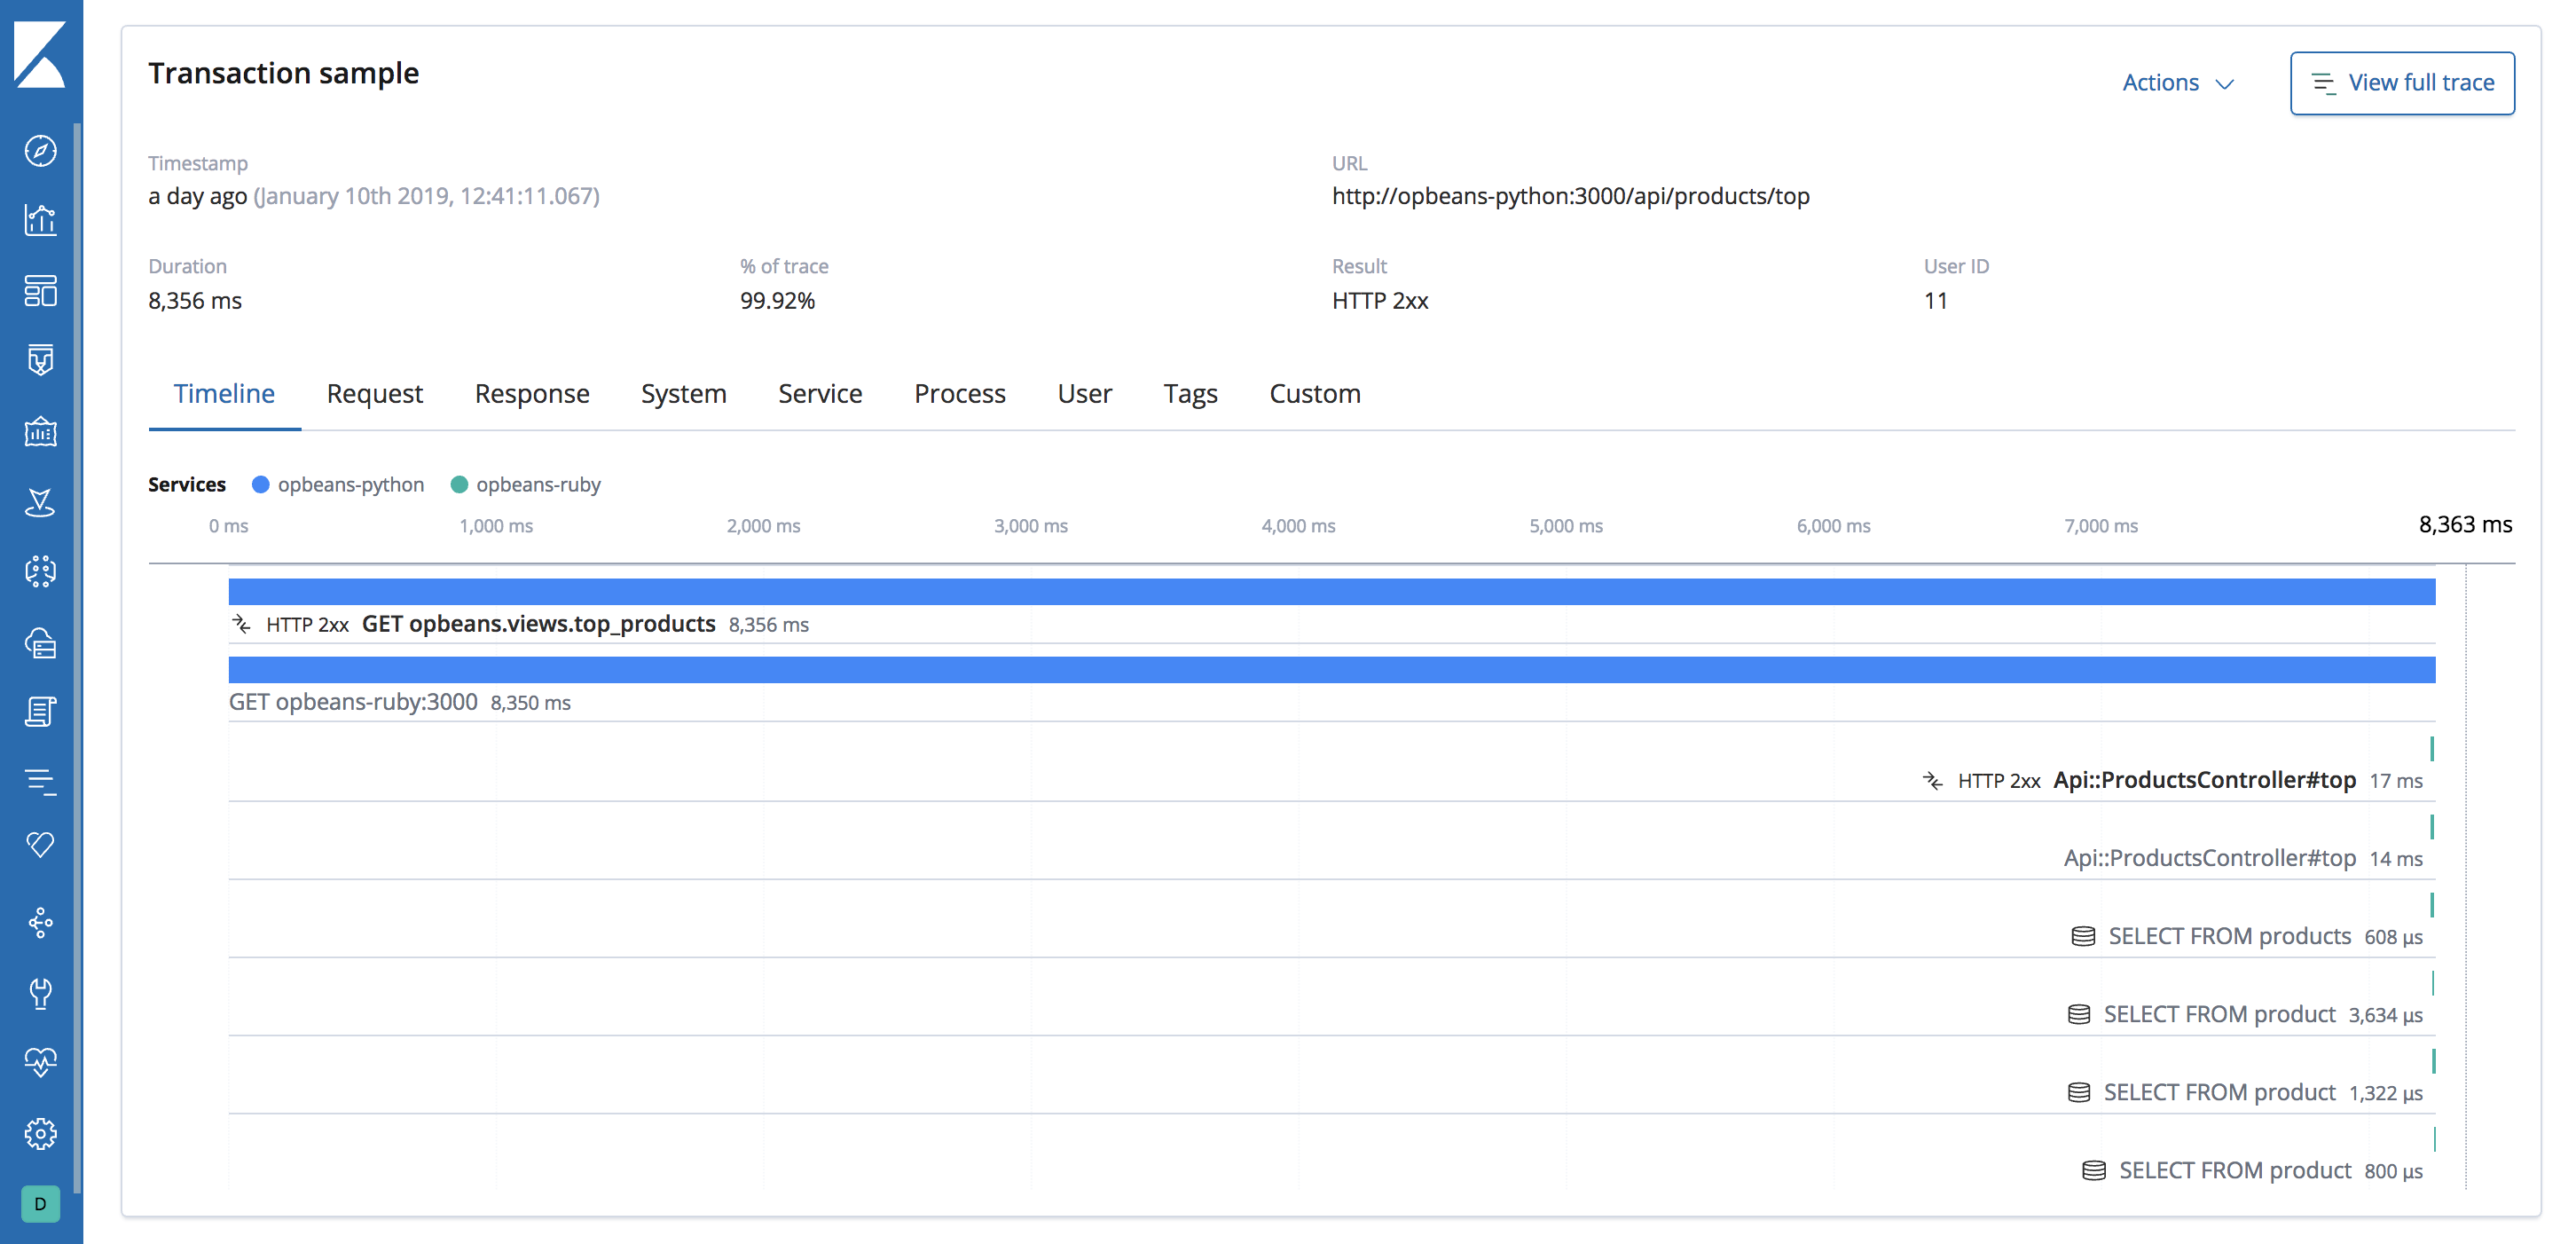 Transaction sample
Actions
View full trace
Timestamp
a day ago (January 10th 2019, 12:41:11.067)
URL
http://opbeans-python:3000/api/products/top
Duration
8,356 ms
% of trace
99.92%
Result
HTTP 2xx
User ID
11
Timeline Request Response System Service Process User Tags Custom
Services opbeans-python opbeans-ruby
0 ms 1,000 ms 2,000 ms 3,000 ms 4,000 ms 5,000 ms 6,000 ms 7,000 ms 8,363 ms
HTTP 2xx GET opbeans.views.top_products 8,356 ms
GET opbeans-ruby:3000 8,350 ms
HTTP 2xx Api::ProductsController#top 17 ms
Api::ProductsController#top 14 ms
SELECT FROM products 608 μs
SELECT FROM product 3,634 μs
SELECT FROM product 1,322 μs
SELECT FROM product 800 μs
D